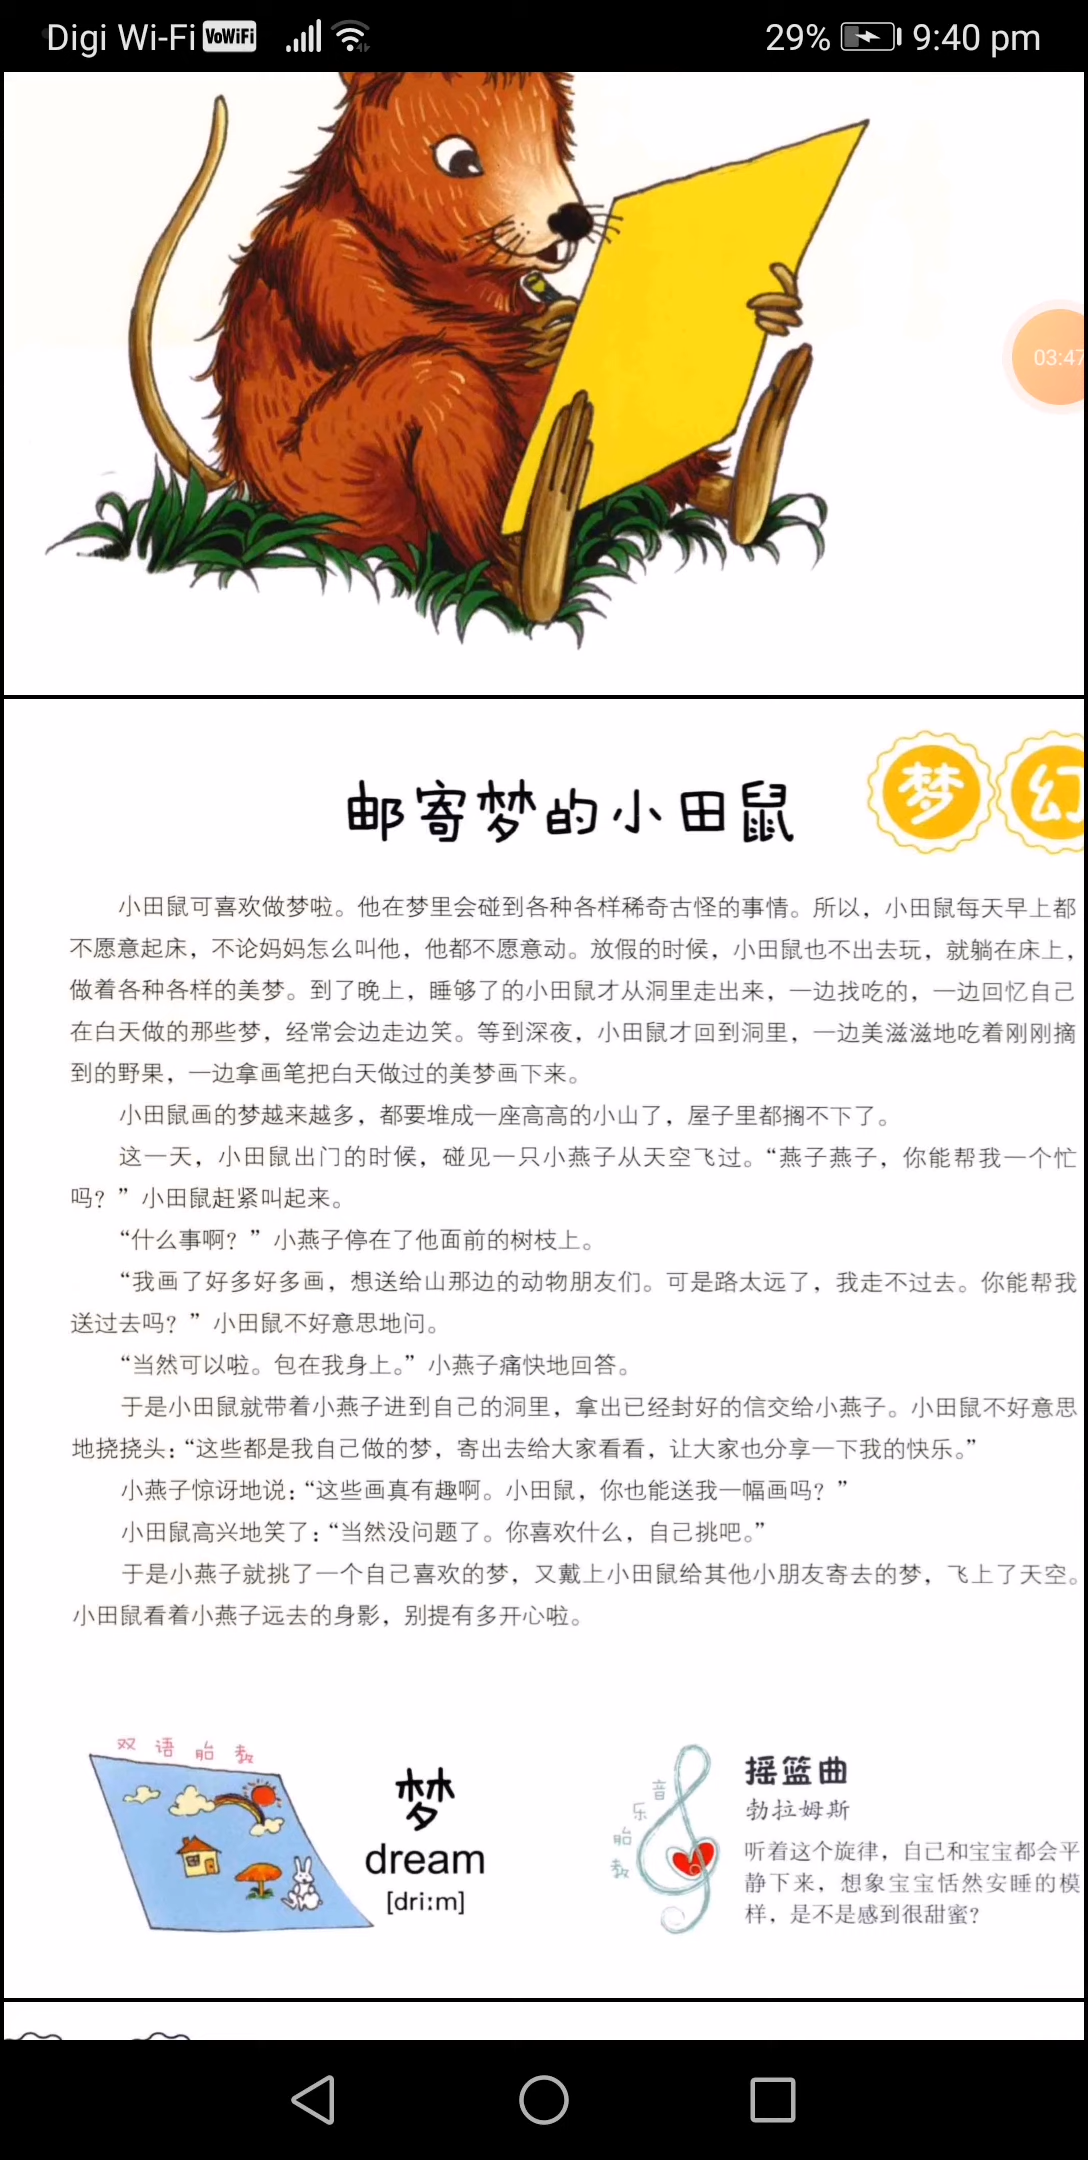 Digi Wi-Fi VoWiFi 29% 9:40 pm
03:47
邮寄梦的小田鼠
梦幻
小田鼠可喜欢做梦啦。他在梦里会碰到各种各样稀奇古怪的事情。所以，小田鼠每天早上都
不愿意起床，不论妈妈怎么叫他，他都不愿意动。放假的时候，小田鼠也不出去玩，就躺在床上，
做着各种各样的美梦。到了晚上，睡够了的小田鼠才从洞里走出来，一边找吃的，一边回忆自己
在白天做的那些梦，经常会边走边笑。等到深夜，小田鼠才回到洞里，一边美滋滋地吃着刚刚摘
到的野果，一边拿画笔把白天做过的美梦画下来。
小田鼠画的梦越来越多，都要堆成一座高高的小山了，屋子里都搁不下了。
这一天，小田鼠出门的时候，碰见一只小燕子从天空飞过。“燕子燕子，你能帮我一个忙
吗？”小田鼠赶紧叫起来。
“什么事啊？”小燕子停在了他面前的树枝上。
“我画了好多好多画，想送给山那边的动物朋友们。可是路太远了，我走不过去。你能帮我
送过去吗？”小田鼠不好意思地问。
“当然可以啦。包在我身上。”小燕子痛快地回答。
于是小田鼠就带着小燕子进到自己的洞里，拿出已经封好的信交给小燕子。小田鼠不好意思
地挠挠头：“这些都是我自己做的梦，寄出去给大家看看，让大家也分享一下我的快乐。”
小燕子惊讶地说：“这些画真有趣啊。小田鼠，你也能送我一幅画吗？”
小田鼠高兴地笑了：“当然没问题了。你喜欢什么，自己挑吧。”
于是小燕子就挑了一个自己喜欢的梦，又戴上小田鼠给其他小朋友寄去的梦，飞上了天空。
小田鼠看着小燕子远去的身影，别提有多开心啦。
双语胎教
梦
dream
[dri:m]
音乐胎教
摇篮曲
勃拉姆斯
听着这个旋律，自己和宝宝都会平
静下来，想象宝宝恬然安睡的模
样，是不是感到很甜蜜？